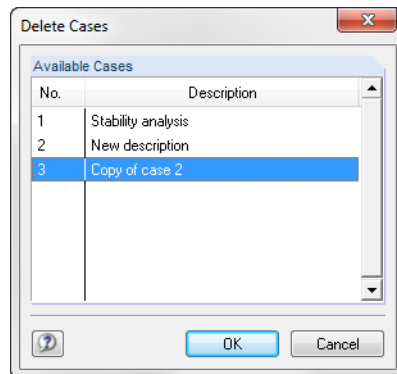 Delete Cases
Available Cases
No. Description
1 Stability analysis
2 New description
3 Copy of case 2
OK Cancel